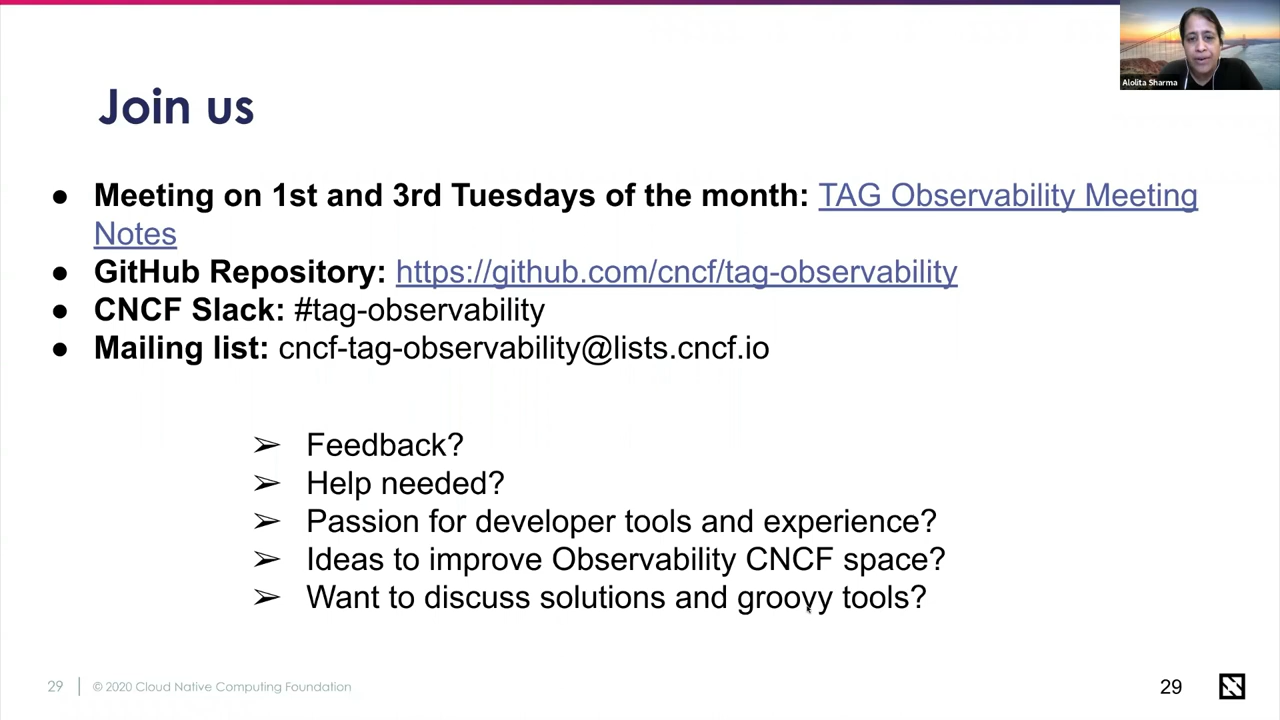 Alolita Sharma
Join us
● Meeting on 1st and 3rd Tuesdays of the month: TAG Observability Meeting
Notes
● GitHub Repository: https://github.com/cncf/tag-observability
● CNCF Slack: #tag-observability
● Mailing list: cncf-tag-observability@lists.cncf.io
➢ Feedback?
➢ Help needed?
➢ Passion for developer tools and experience?
➢ Ideas to improve Observability CNCF space?
➢ Want to discuss solutions and groovy tools?
29 | © 2020 Cloud Native Computing Foundation 29